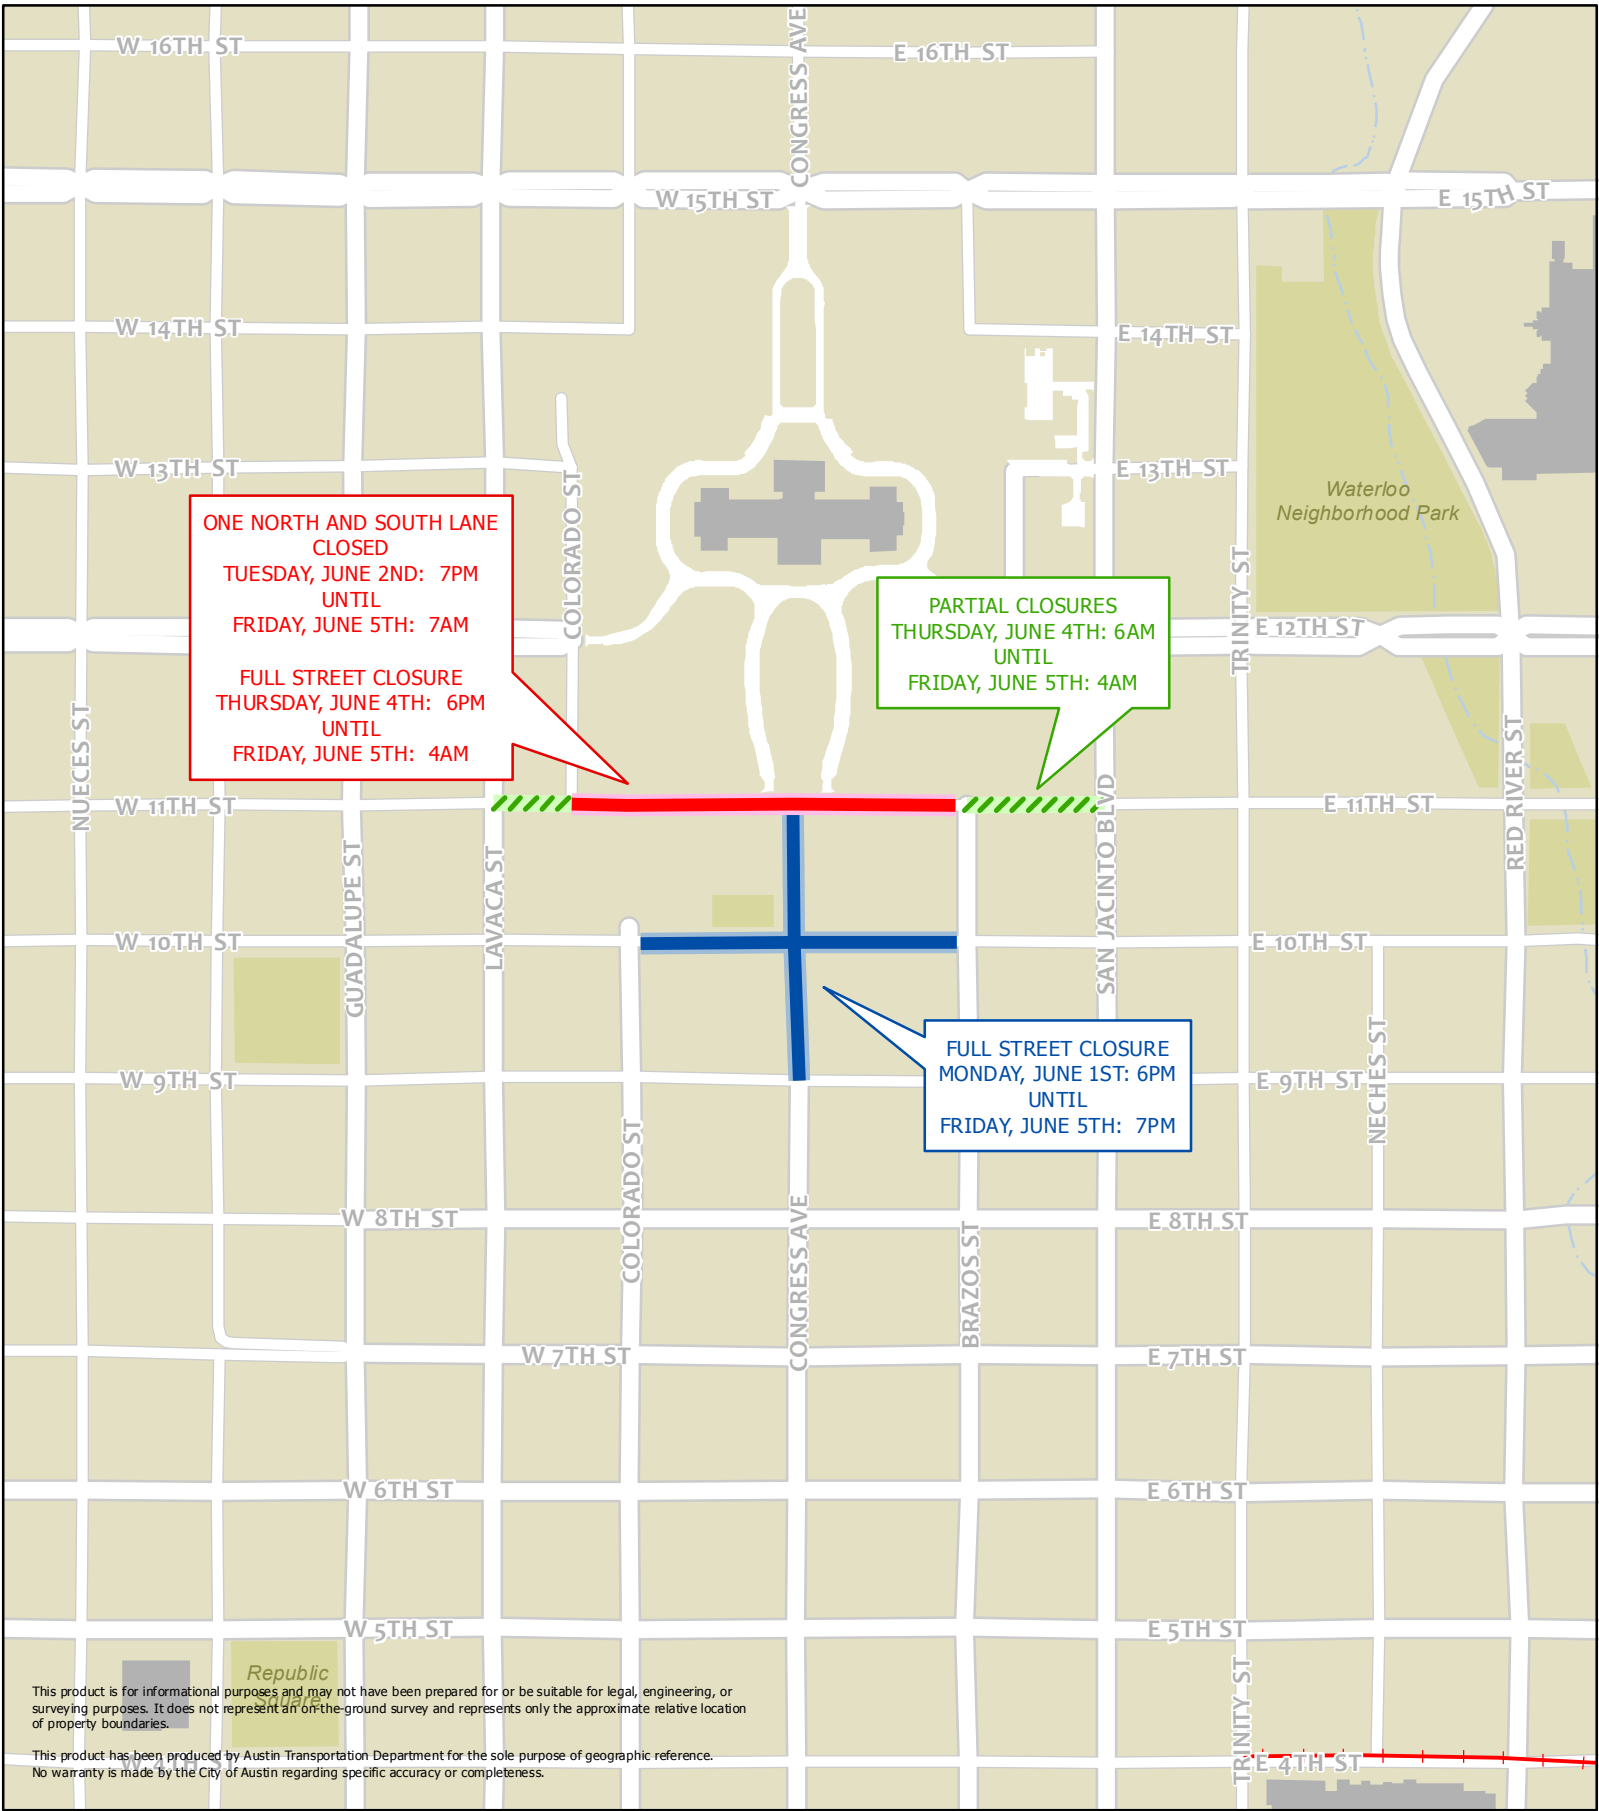 W 16TH ST
E 16TH ST
CONGRESS AVE
W 15TH ST
E 15TH ST
W 14TH ST
E 14TH ST
W 13TH ST
E 13TH ST
COLORADO ST
Waterloo
Neighborhood Park
ONE NORTH AND SOUTH LANE
CLOSED
TUESDAY, JUNE 2ND: 7PM
UNTIL
FRIDAY, JUNE 5TH: 7AM
FULL STREET CLOSURE
THURSDAY, JUNE 4TH: 6PM
UNTIL
FRIDAY, JUNE 5TH: 4AM
PARTIAL CLOSURES
THURSDAY, JUNE 4TH: 6AM
UNTIL
FRIDAY, JUNE 5TH: 4AM
TRINITY ST
E 12TH ST
NUECES ST
W 11TH ST
E 11TH ST
RED RIVER ST
GUADALUPE ST
LAVACA ST
SAN JACINTO BLVD
W 10TH ST
E 10TH ST
FULL STREET CLOSURE
MONDAY, JUNE 1ST: 6PM
UNTIL
FRIDAY, JUNE 5TH: 7PM
W 9TH ST
E 9TH ST
NECHES ST
COLORADO ST
CONGRESS AVE
BRAZOS ST
W 8TH ST
E 8TH ST
W 7TH ST
E 7TH ST
W 6TH ST
E 6TH ST
W 5TH ST
E 5TH ST
Republic
Square
TRINITY ST
This product is for informational purposes and may not have been prepared for or be suitable for legal, engineering, or
surveying purposes. It does not represent an on-the-ground survey and represents only the approximate relative location
of property boundaries.
This product has been produced by Austin Transportation Department for the sole purpose of geographic reference.
No warranty is made by the City of Austin regarding specific accuracy or completeness.
W 4TH ST
E 4TH ST